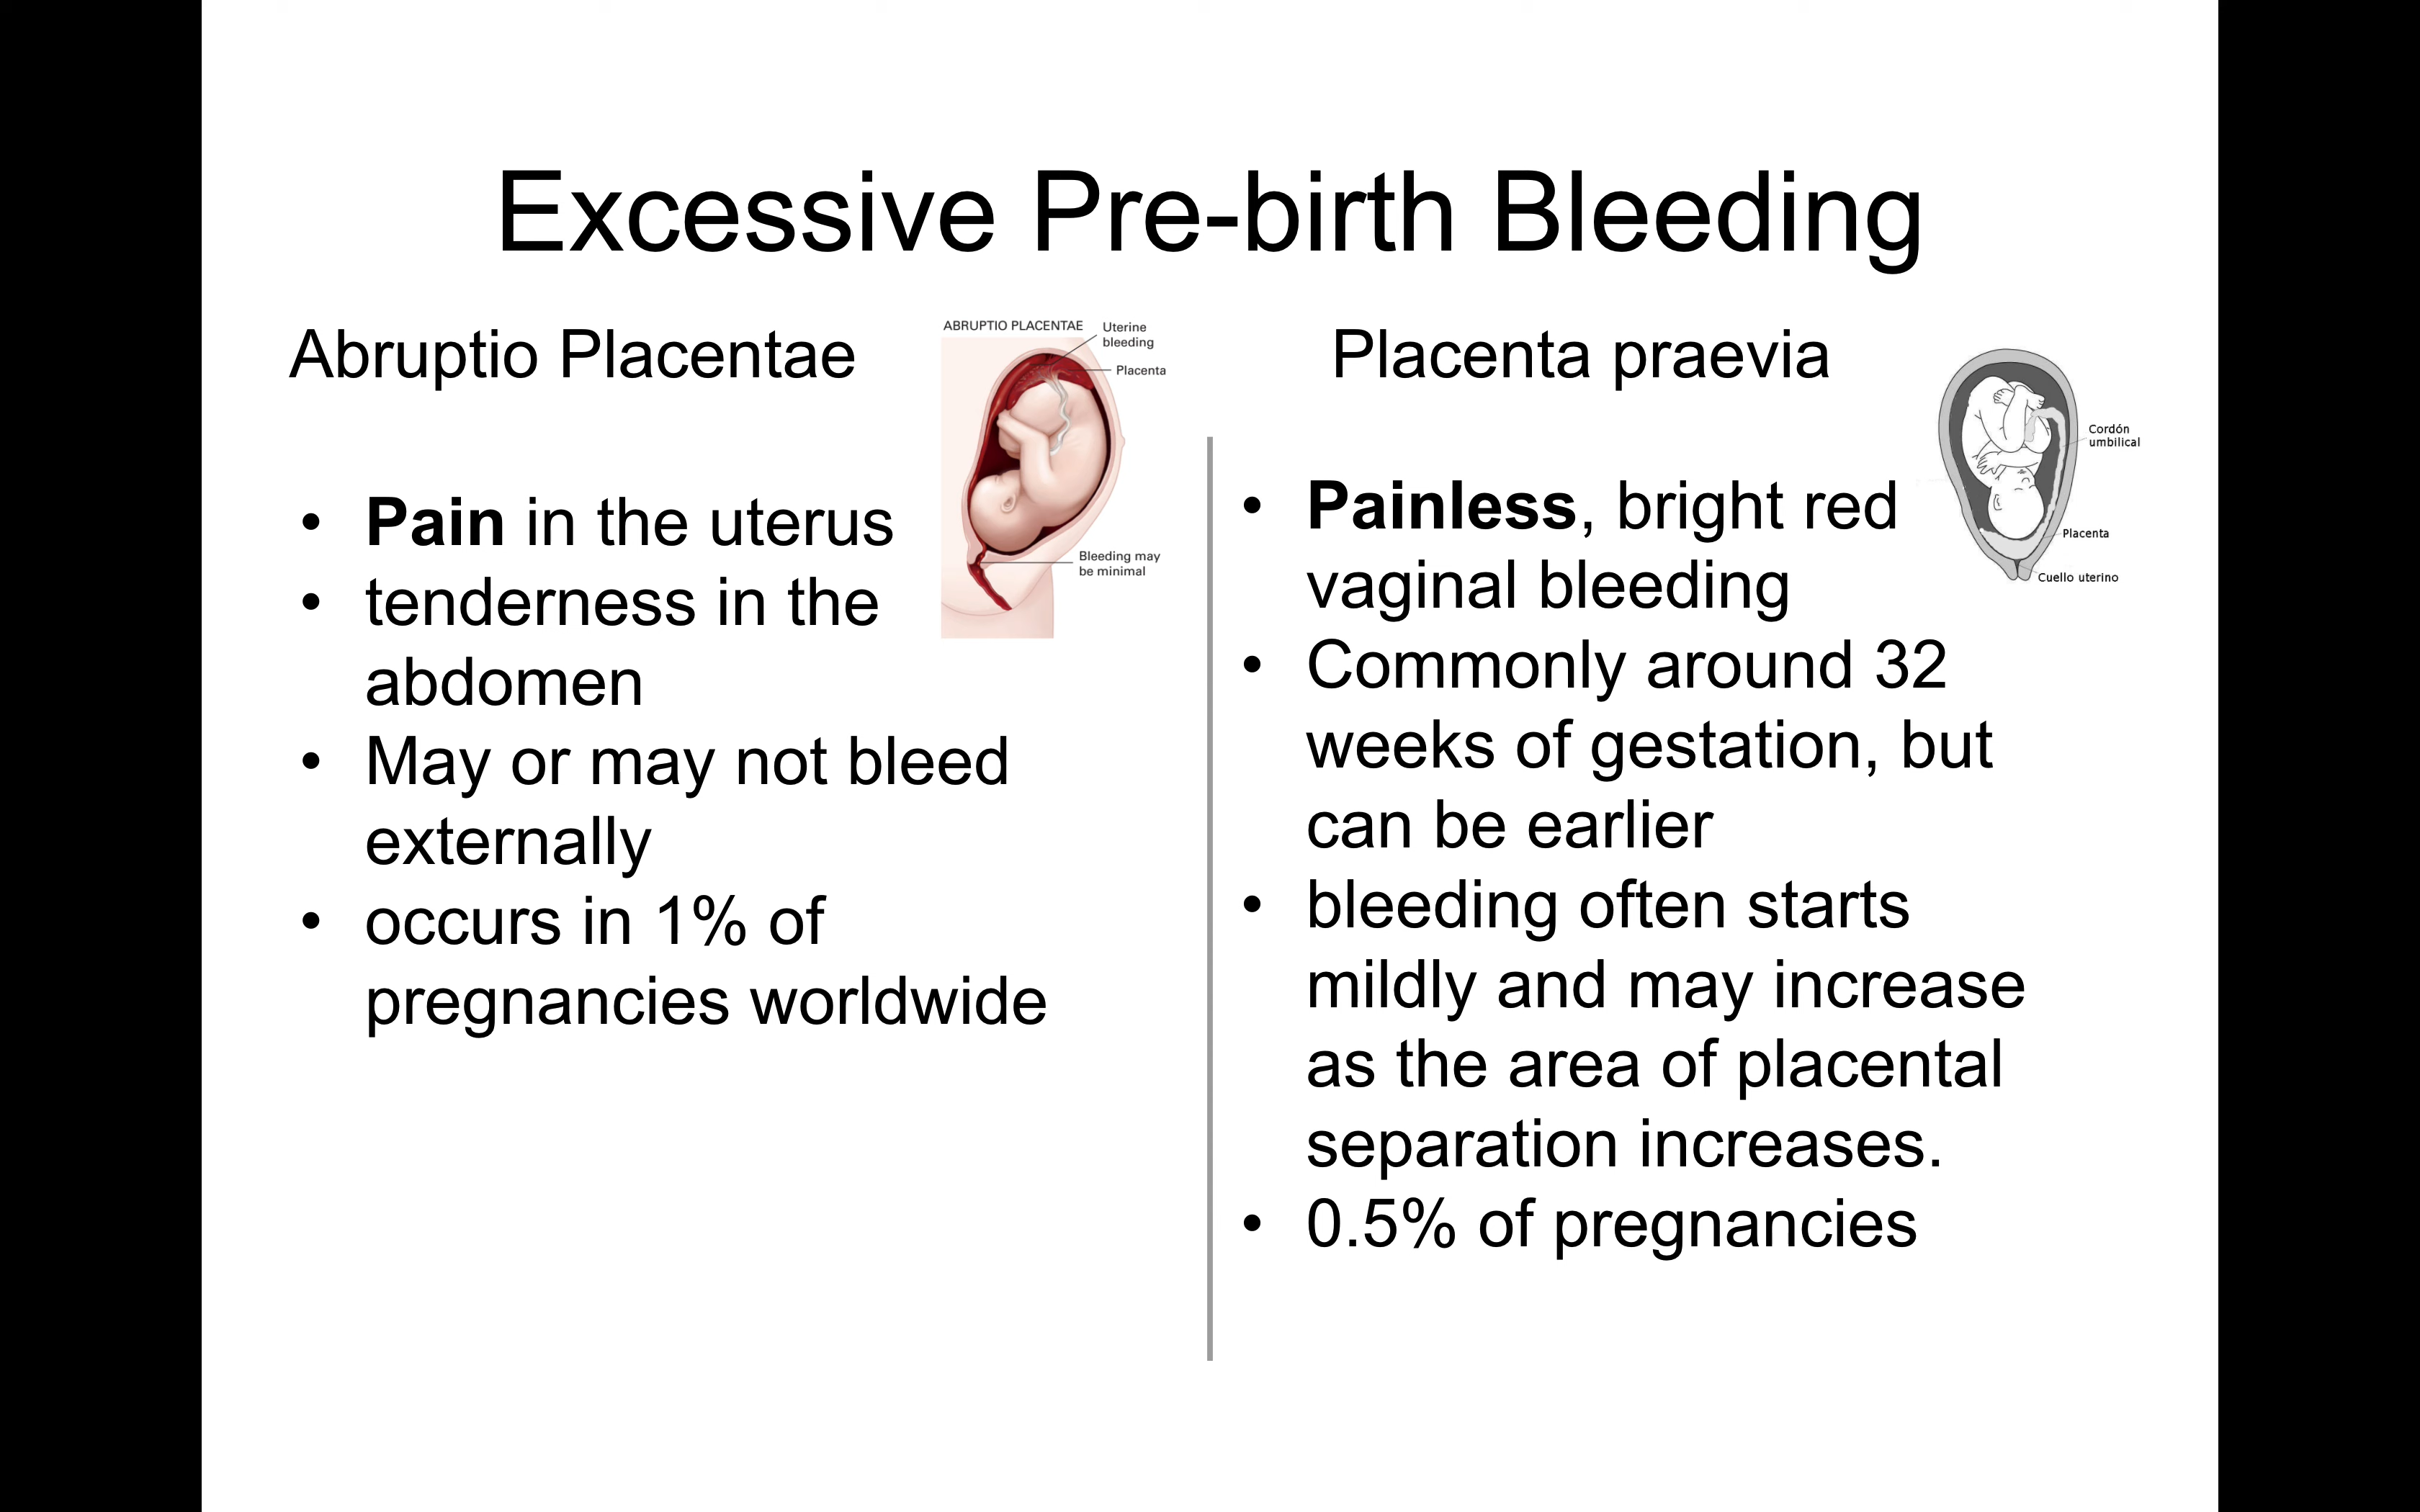 Excessive Pre-birth Bleeding
Abruptio Placentae
ABRUPTIO PLACENTAE
Uterine
bleeding
Placenta
Bleeding may
be minimal
• Pain in the uterus
• tenderness in the
abdomen
• May or may not bleed
externally
• occurs in 1% of
pregnancies worldwide
Placenta praevia
Cordón
umbilical
Placenta
Cuello uterino
• Painless, bright red
vaginal bleeding
• Commonly around 32
weeks of gestation, but
can be earlier
• bleeding often starts
mildly and may increase
as the area of placental
separation increases.
• 0.5% of pregnancies